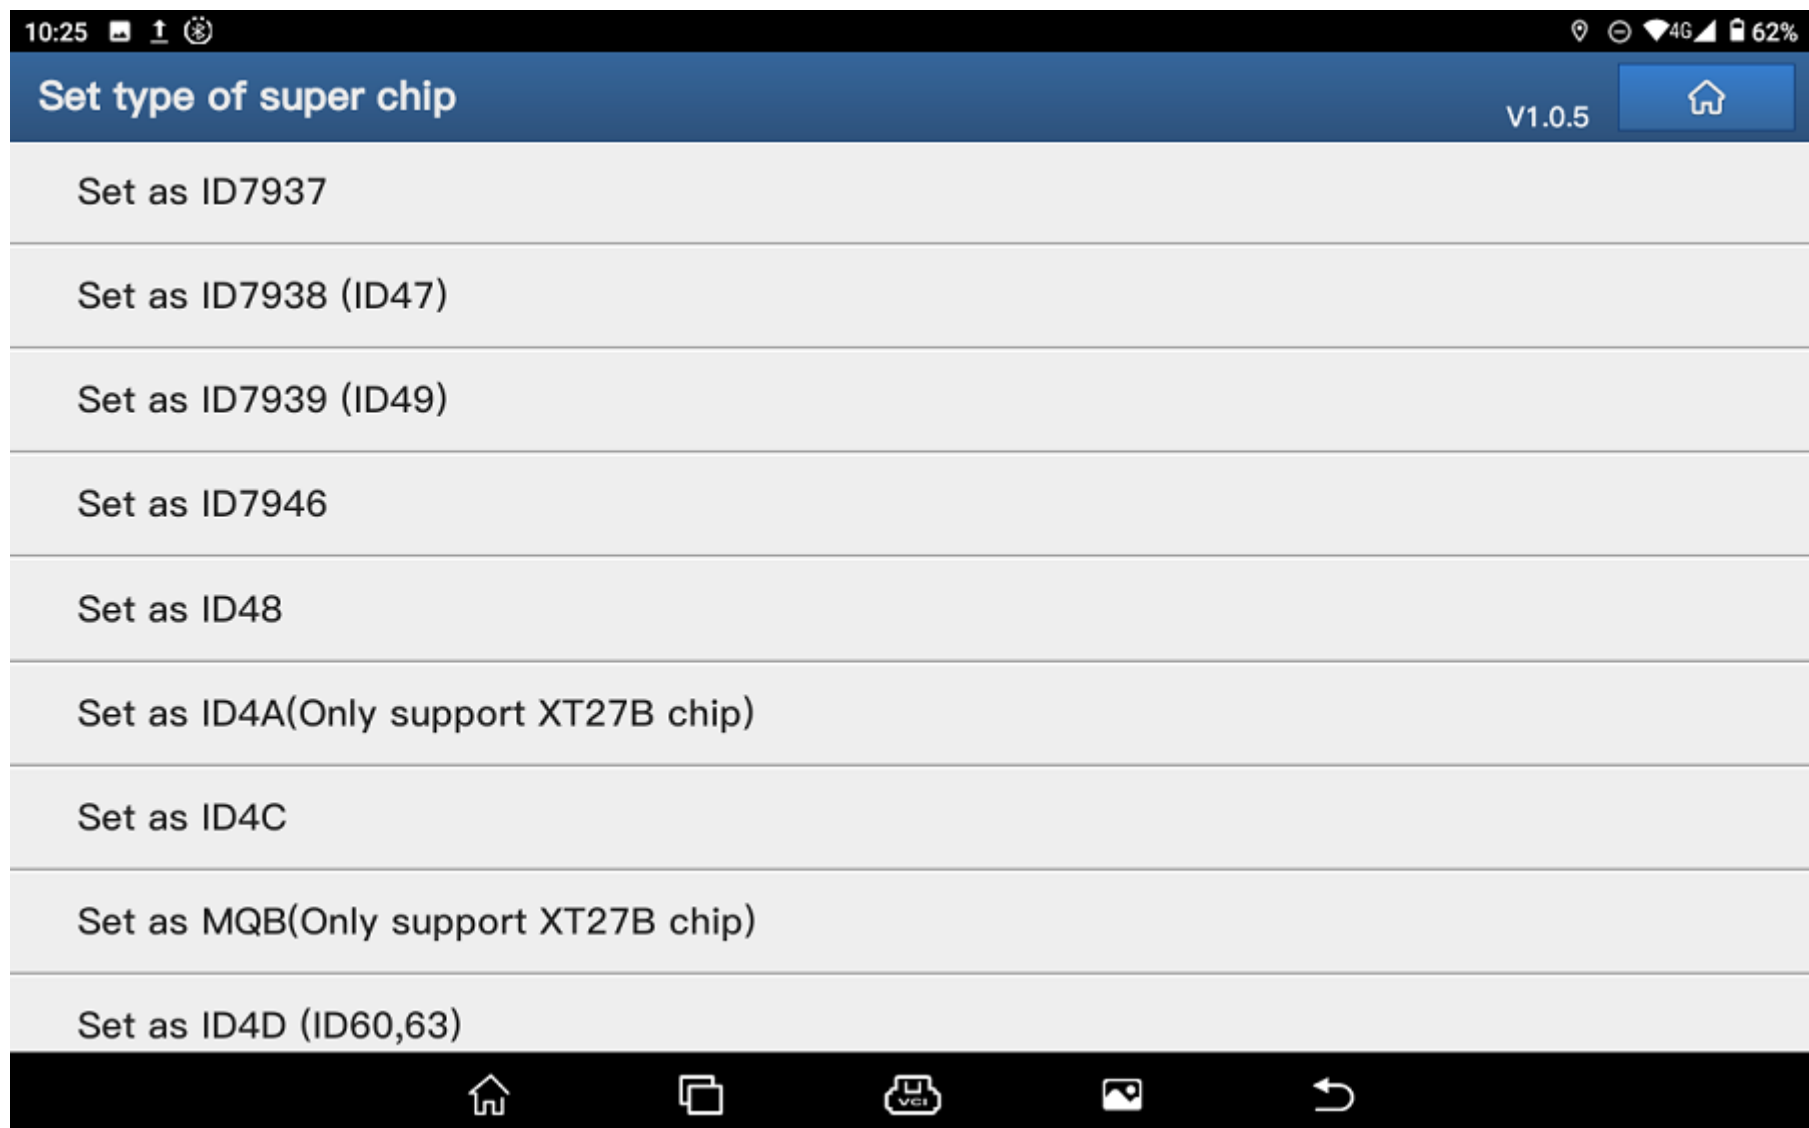 10:25 4G 62%
Set type of super chip
V1.0.5
Set as ID7937
Set as ID7938 (ID47)
Set as ID7939 (ID49)
Set as ID7946
Set as ID48
Set as ID4A(Only support XT27B chip)
Set as ID4C
Set as MQB(Only support XT27B chip)
Set as ID4D (ID60,63)
VCI